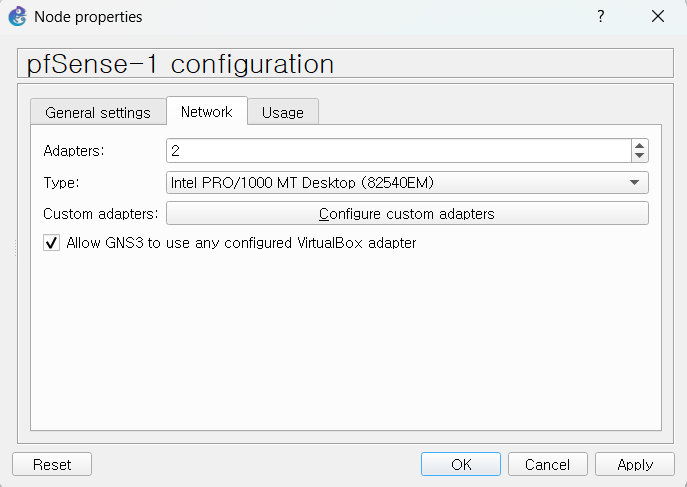 Node properties
?
pfSense-1 configuration
General settings Network Usage
Adapters: 2
Type: Intel PRO/1000 MT Desktop (82540EM)
Custom adapters: Configure custom adapters
Allow GNS3 to use any configured VirtualBox adapter
Reset OK Cancel Apply